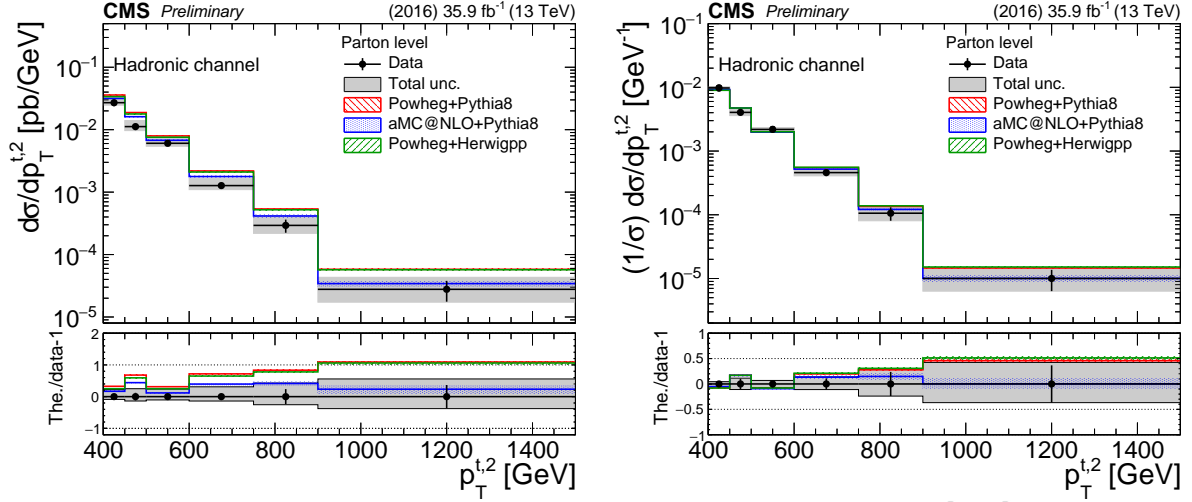 CMS Preliminary (2016) 35.9 fb⁻¹ (13 TeV)
Parton level
Hadronic channel
Data
Total unc.
Powheg+Pythia8
aMC@NLO+Pythia8
Powheg+Herwigpp
dσ/dp_T^{t,2} [pb/GeV]
10⁻¹
10⁻²
10⁻³
10⁻⁴
10⁻⁵
The./data-1
2
1
0
−1
400 600 800 1000 1200 1400
p_T^{t,2} [GeV]
CMS Preliminary (2016) 35.9 fb⁻¹ (13 TeV)
Parton level
Hadronic channel
Data
Total unc.
Powheg+Pythia8
aMC@NLO+Pythia8
Powheg+Herwigpp
(1/σ) dσ/dp_T^{t,2} [GeV⁻¹]
10⁻¹
10⁻²
10⁻³
10⁻⁴
10⁻⁵
The./data-1
1
0.5
0
−0.5
−1
400 600 800 1000 1200 1400
p_T^{t,2} [GeV]